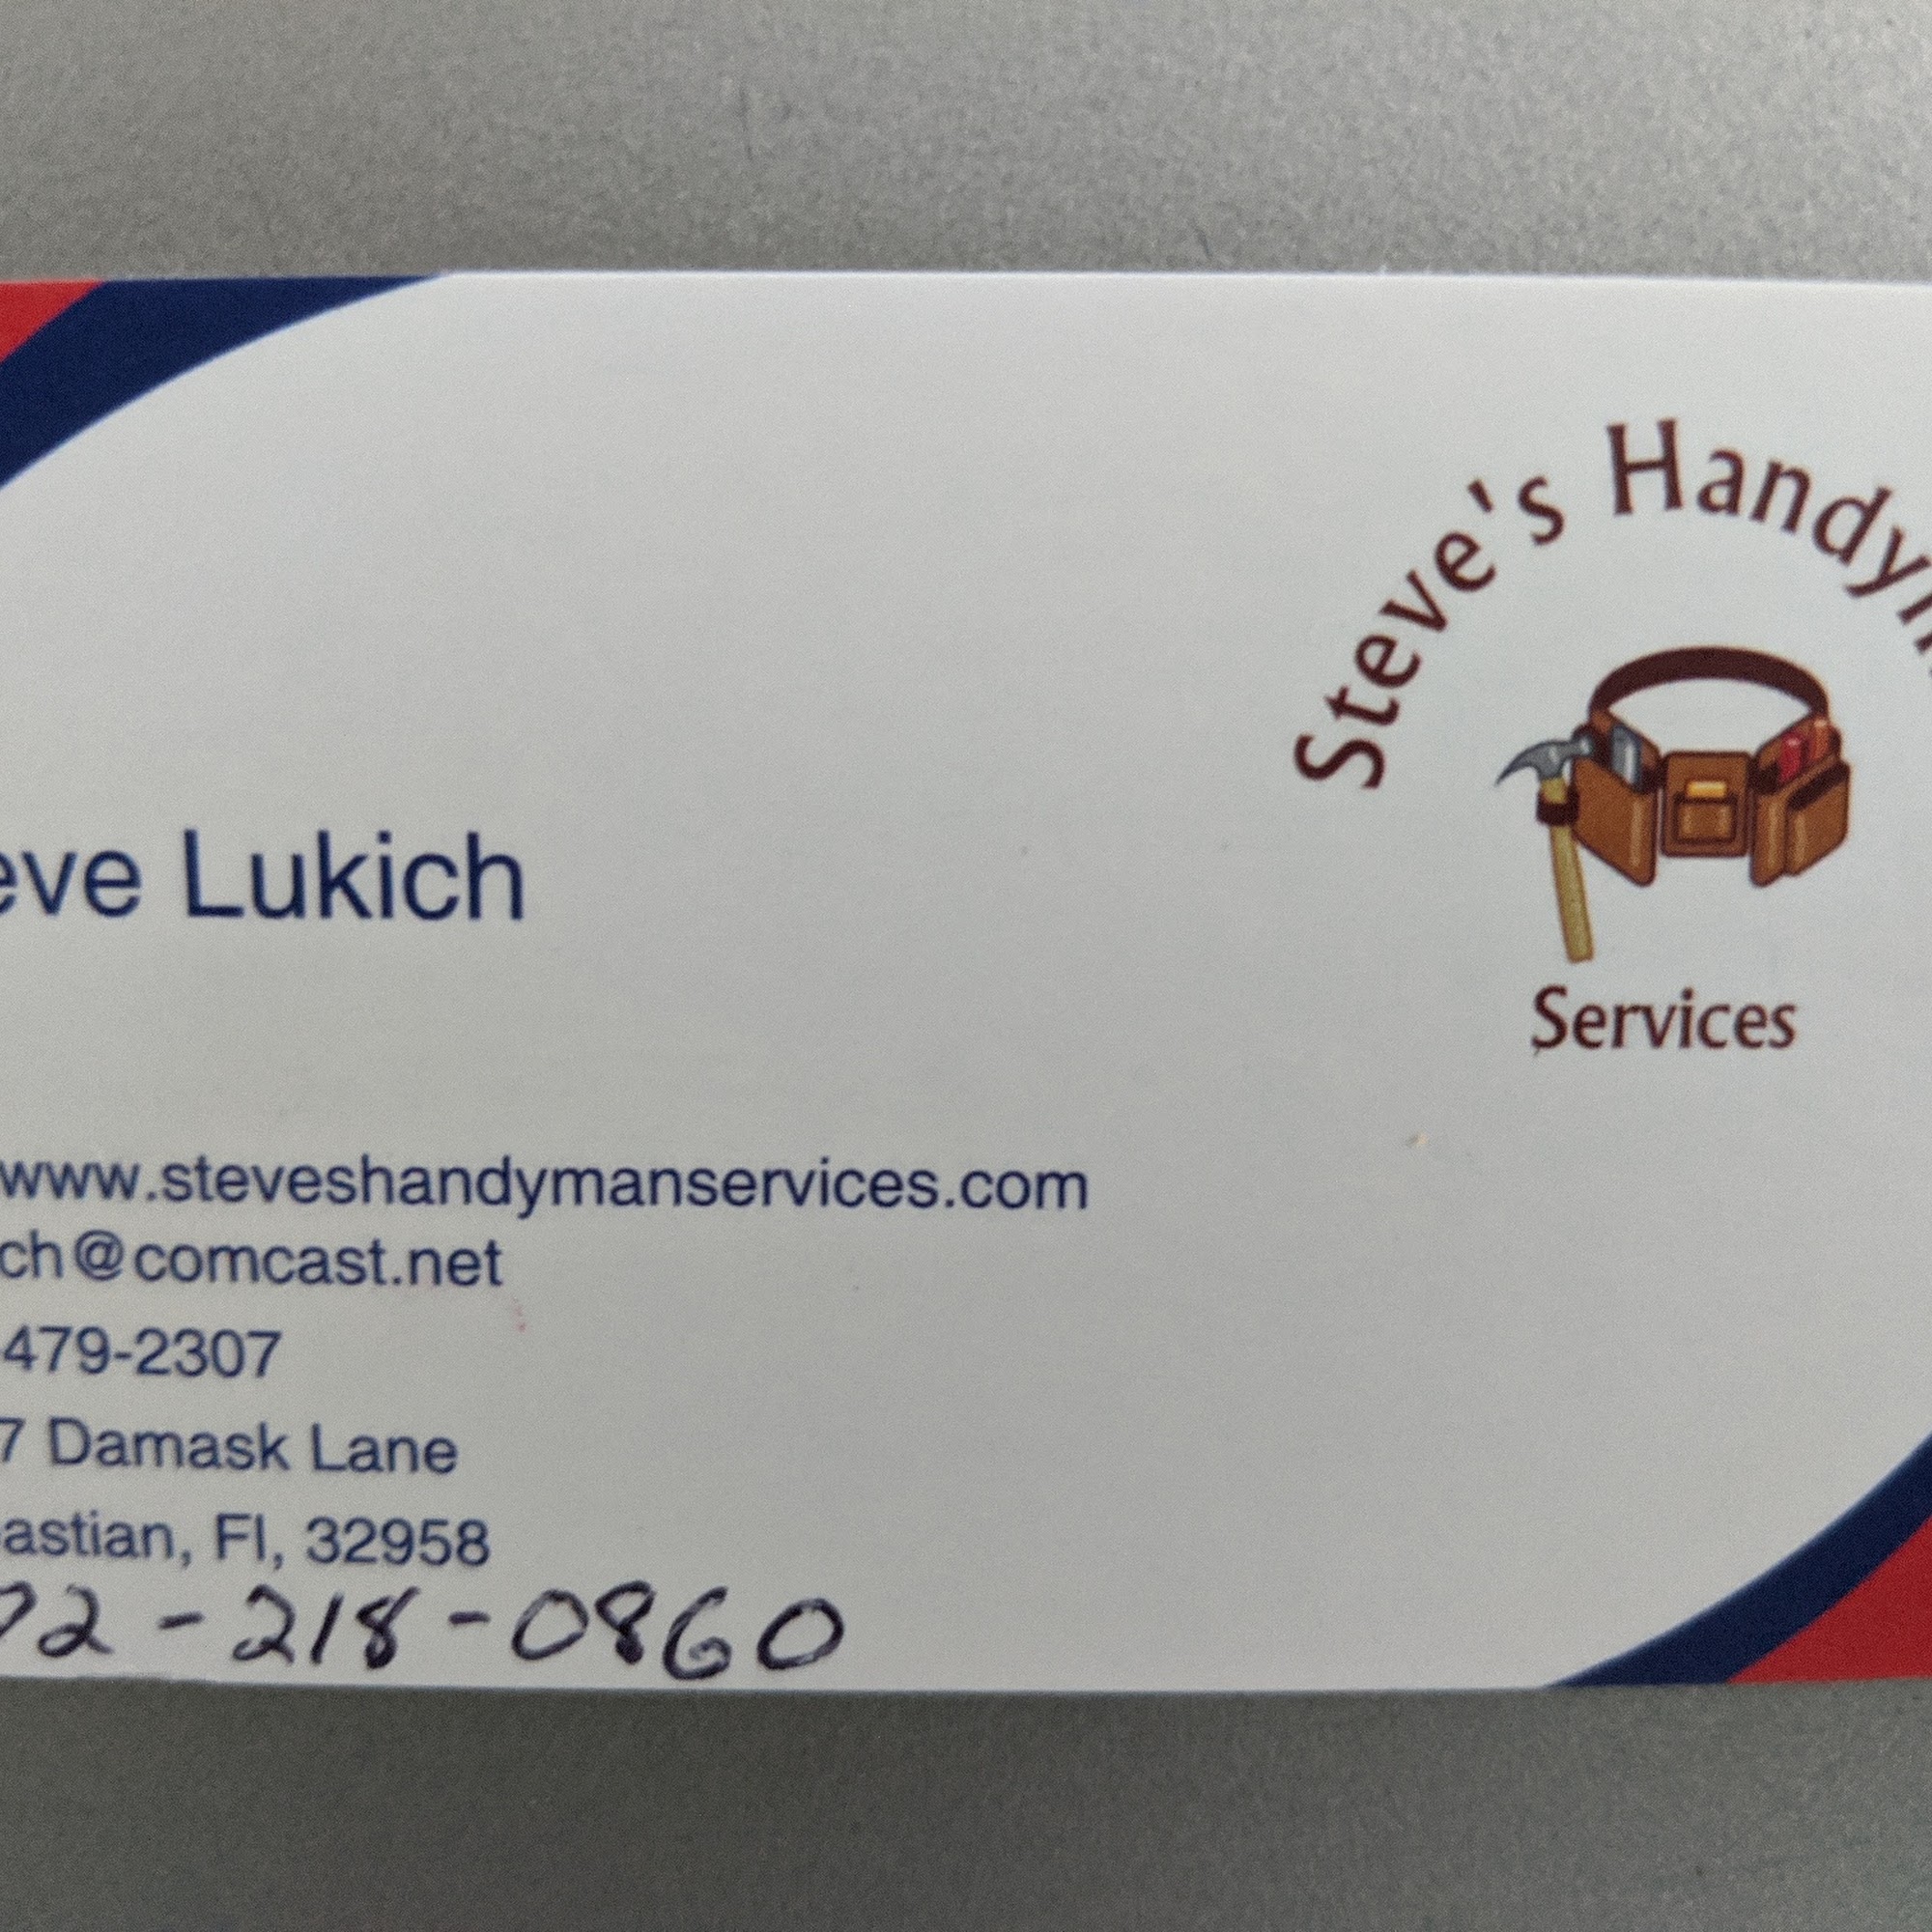 Steve's Handym
Services
eve Lukich
www.steveshandymanservices.com
ch@comcast.net
-479-2307
7 Damask Lane
astian, Fl, 32958
72-218-0860